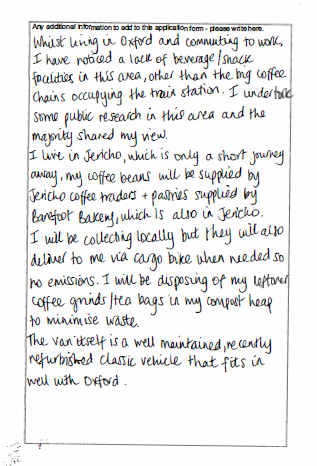 Any additional information to add to this application form - please write here.
Whilst living in Oxford and commuting to work,
I have noticed a lack of beverage/snack
facilities in this area, other than the big coffee
chains occupying the train station. I undertook
some public research in this area and the
majority shared my view.
I live in Jericho, which is only a short journey
away, my coffee beans will be supplied by
Jericho coffee traders + pastries supplied by
Barefoot Bakery, which is also in Jericho.
I will be collecting locally but they will also
deliver to me via cargo bike when needed so
no emissions. I will be disposing of my leftover
coffee grinds/tea bags in my compost heap
to minimise waste.
The van itself is a well maintained, recently
refurbished classic vehicle that fits in
well with Oxford.